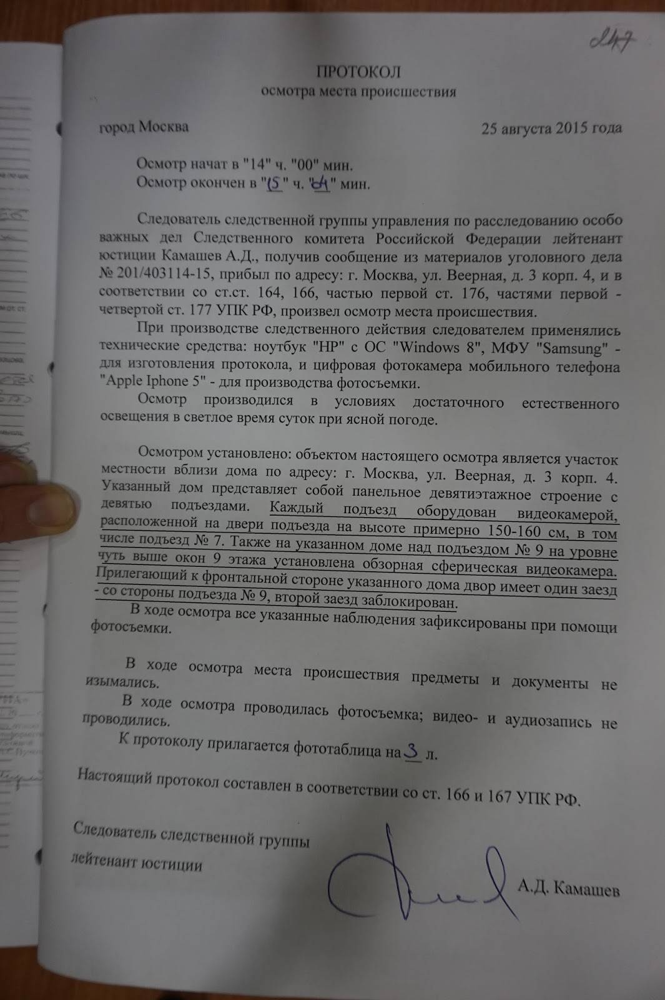 247
ПРОТОКОЛ
осмотра места происшествия
город Москва
25 августа 2015 года
Осмотр начат в "14" ч. "00" мин.
Осмотр окончен в "15" ч. "01" мин.
Следователь следственной группы управления по расследованию особо
важных дел Следственного комитета Российской Федерации лейтенант
юстиции Камашев А.Д., получив сообщение из материалов уголовного дела
№ 201/403114-15, прибыл по адресу: г. Москва, ул. Веерная, д. 3 корп. 4, и в
соответствии со ст.ст. 164, 166, частью первой ст. 176, частями первой -
четвертой ст. 177 УПК РФ, произвел осмотр места происшествия.
При производстве следственного действия следователем применялись
технические средства: ноутбук "HP" с ОС "Windows 8", МФУ "Samsung" -
для изготовления протокола, и цифровая фотокамера мобильного телефона
"Apple Iphone 5" - для производства фотосъемки.
Осмотр производился в условиях достаточного естественного
освещения в светлое время суток при ясной погоде.
Осмотром установлено: объектом настоящего осмотра является участок
местности вблизи дома по адресу: г. Москва, ул. Веерная, д. 3 корп. 4.
Указанный дом представляет собой панельное девятиэтажное строение с
девятью подъездами. Каждый подъезд оборудован видеокамерой,
расположенной на двери подъезда на высоте примерно 150-160 см, в том
числе подъезд № 7. Также на указанном доме над подъездом № 9 на уровне
чуть выше окон 9 этажа установлена обзорная сферическая видеокамера.
Прилегающий к фронтальной стороне указанного дома двор имеет один заезд
- со стороны подъезда № 9, второй заезд заблокирован.
В ходе осмотра все указанные наблюдения зафиксированы при помощи
фотосъемки.
В ходе осмотра места происшествия предметы и документы не
изымались.
В ходе осмотра проводилась фотосъемка; видео- и аудиозапись не
проводились.
К протоколу прилагается фототаблица на 3 л.
Настоящий протокол составлен в соответствии со ст. 166 и 167 УПК РФ.
Следователь следственной группы
лейтенант юстиции
А.Д. Камашев